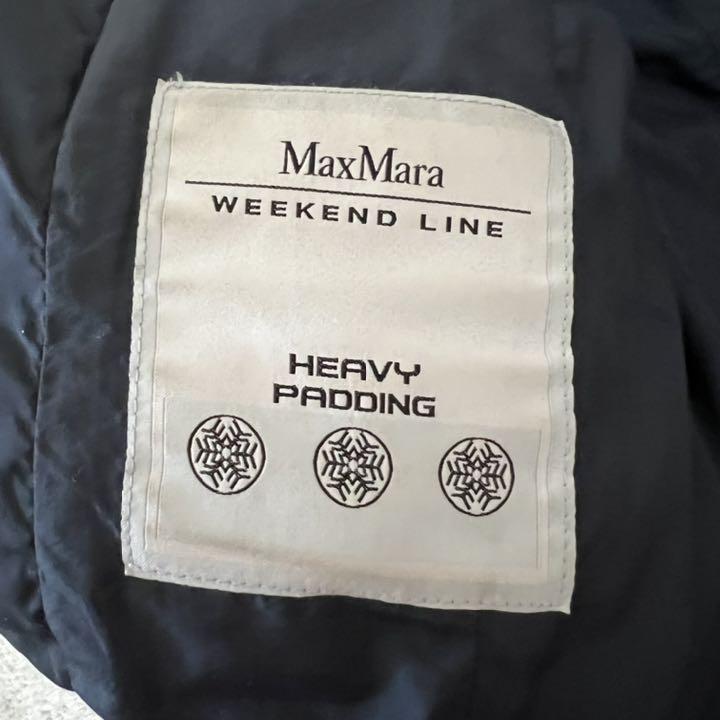 MaxMara
WEEKEND LINE
HEAVY
PADDING